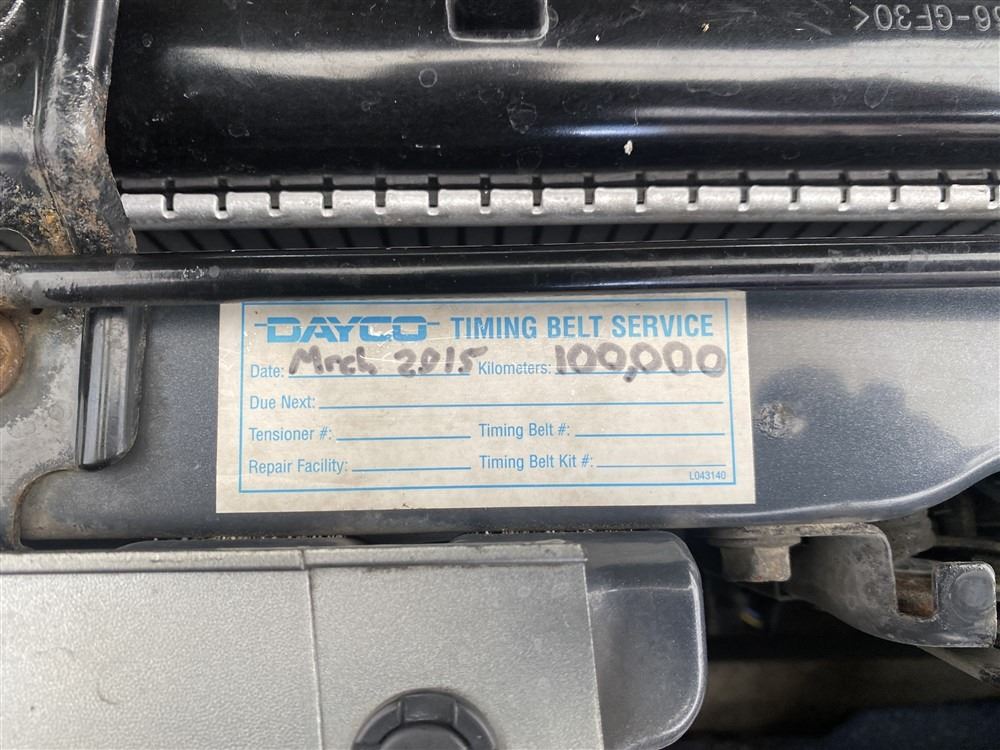 66-GF30<
DAYCO TIMING BELT SERVICE
Date: Mrch 2015 Kilometers: 100,000
Due Next:
Tensioner #: Timing Belt #:
Repair Facility: Timing Belt Kit #:
L043140